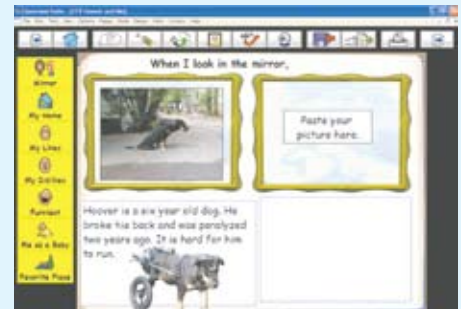 When I look in the mirror,
Mirror
My Home
My Likes
My Dislikes
Funniest
Me as a Baby
Favorite Place
Paste your
picture here.
Hoover is a six year old dog. He
broke his back and was paralyzed
two years ago. It is hard for him
to run.